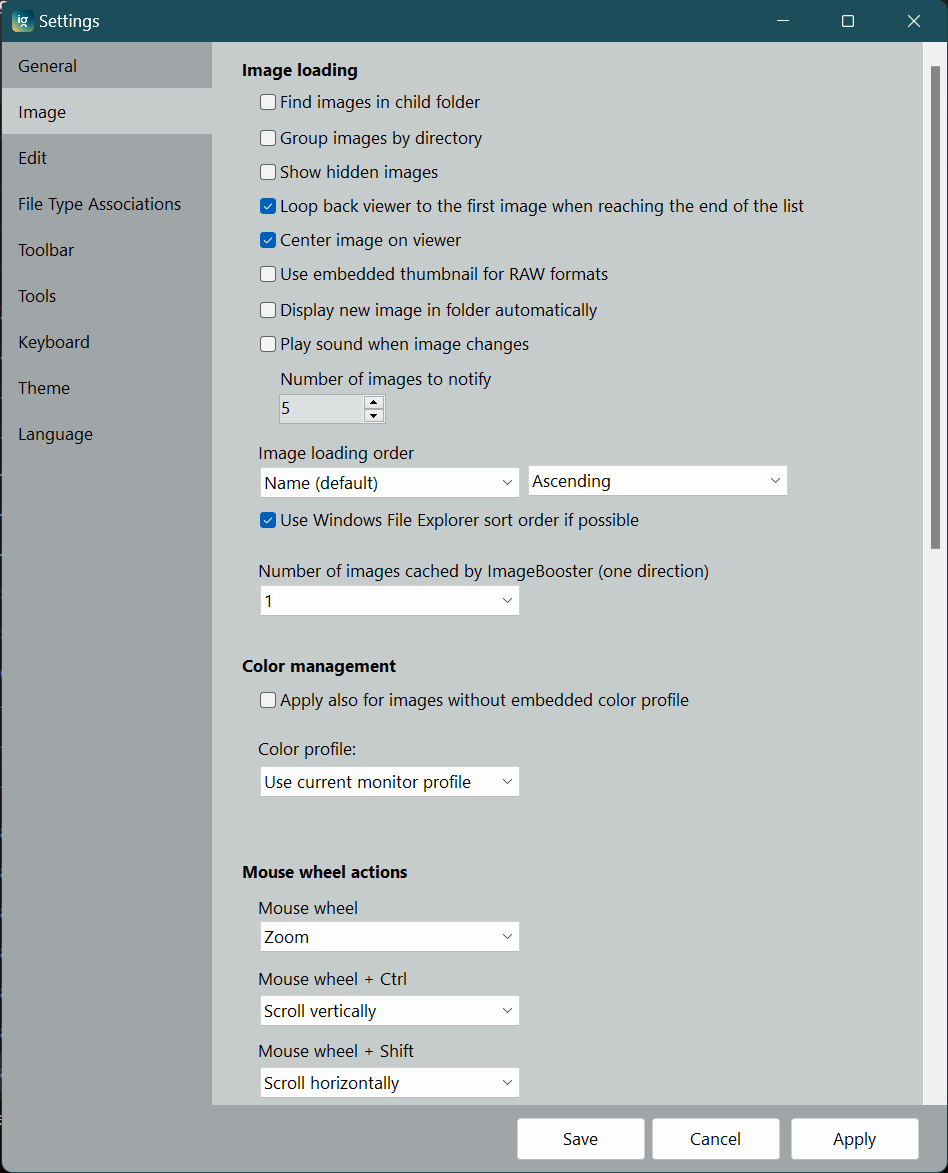 ig Settings
General
Image
Edit
File Type Associations
Toolbar
Tools
Keyboard
Theme
Language
Image loading
Find images in child folder
Group images by directory
Show hidden images
Loop back viewer to the first image when reaching the end of the list
Center image on viewer
Use embedded thumbnail for RAW formats
Display new image in folder automatically
Play sound when image changes
Number of images to notify
5
Image loading order
Name (default) Ascending
Use Windows File Explorer sort order if possible
Number of images cached by ImageBooster (one direction)
1
Color management
Apply also for images without embedded color profile
Color profile:
Use current monitor profile
Mouse wheel actions
Mouse wheel
Zoom
Mouse wheel + Ctrl
Scroll vertically
Mouse wheel + Shift
Scroll horizontally
Save Cancel Apply